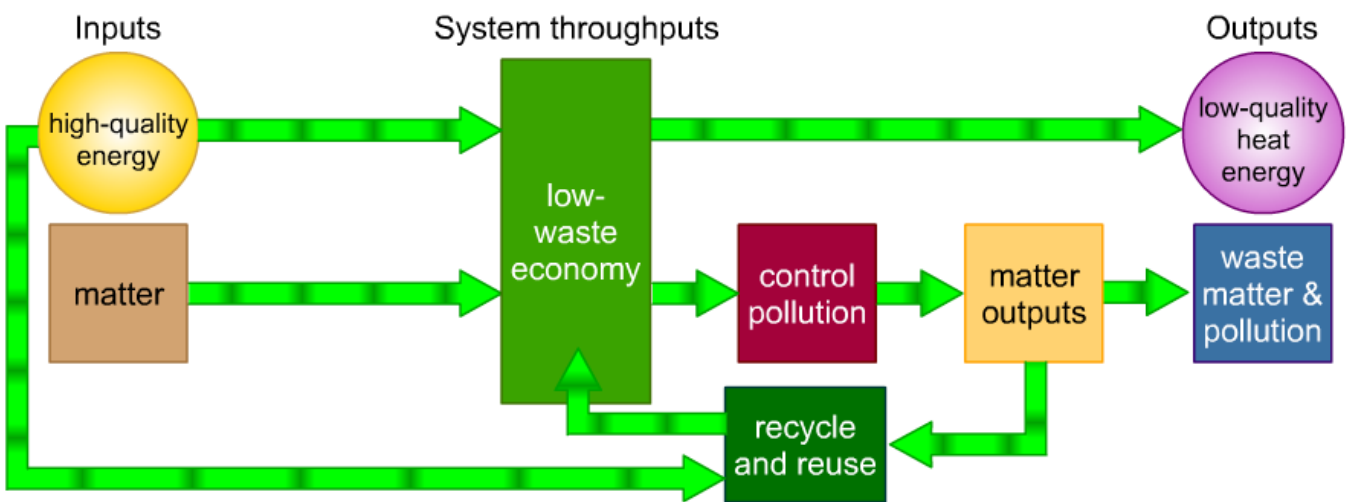 Inputs
System throughputs
Outputs
high-quality
energy
low-quality
heat
energy
low-
waste
economy
matter
control
pollution
matter
outputs
waste
matter &
pollution
recycle
and reuse